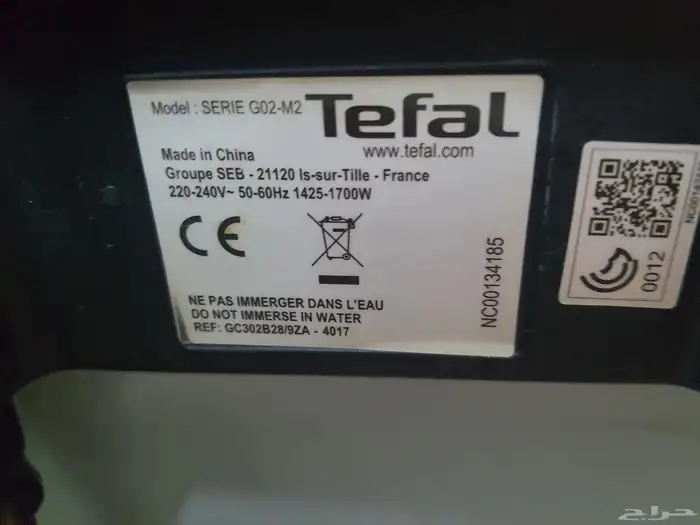 Model : SERIE G02-M2
Tefal
www.tefal.com
Made in China
Groupe SEB - 21120 Is-sur-Tille - France
220-240V~ 50-60Hz 1425-1700W
CE
NE PAS IMMERGER DANS L'EAU
DO NOT IMMERSE IN WATER
REF: GC302B28/9ZA - 4017
NC00134185
0012
حراج